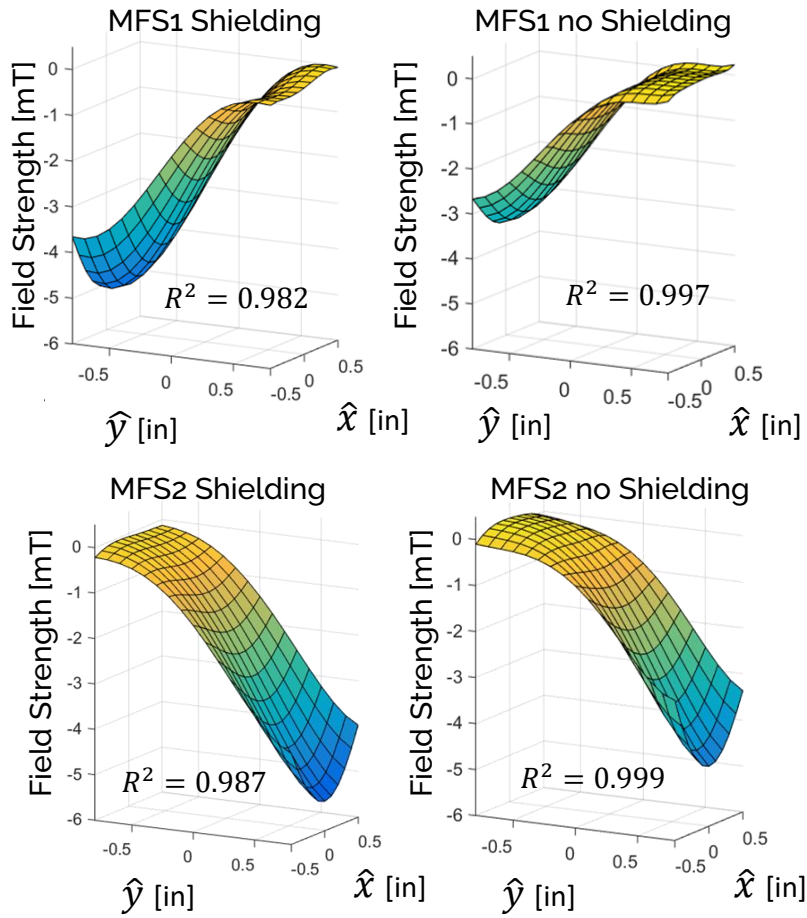 MFS1 Shielding
Field Strength [mT]
0
-1
-2
-3
-4
-5
-6
R² = 0.982
-0.5
0
0.5
-0.5
0
0.5
ŷ [in]
x̂ [in]
MFS1 no Shielding
Field Strength [mT]
0
-1
-2
-3
-4
-5
-6
R² = 0.997
-0.5
0
0.5
-0.5
0
0.5
ŷ [in]
x̂ [in]
MFS2 Shielding
Field Strength [mT]
0
-1
-2
-3
-4
-5
-6
R² = 0.987
-0.5
0
0.5
-0.5
0
0.5
ŷ [in]
x̂ [in]
MFS2 no Shielding
Field Strength [mT]
0
-1
-2
-3
-4
-5
-6
R² = 0.999
-0.5
0
0.5
-0.5
0
0.5
ŷ [in]
x̂ [in]